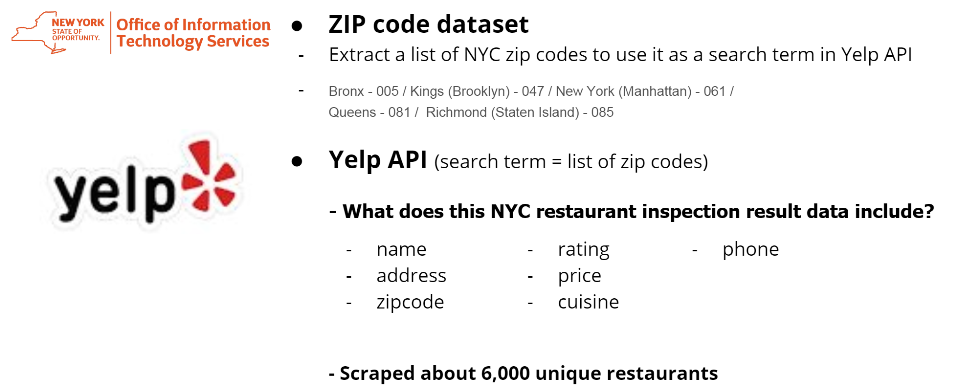 NEW YORK
STATE OF
OPPORTUNITY.
Office of Information
Technology Services
● ZIP code dataset
- Extract a list of NYC zip codes to use it as a search term in Yelp API
- Bronx - 005 / Kings (Brooklyn) - 047 / New York (Manhattan) - 061 /
Queens - 081 / Richmond (Staten Island) - 085
yelp
● Yelp API (search term = list of zip codes)
- What does this NYC restaurant inspection result data include?
- name - rating - phone
- address - price
- zipcode - cuisine
- Scraped about 6,000 unique restaurants